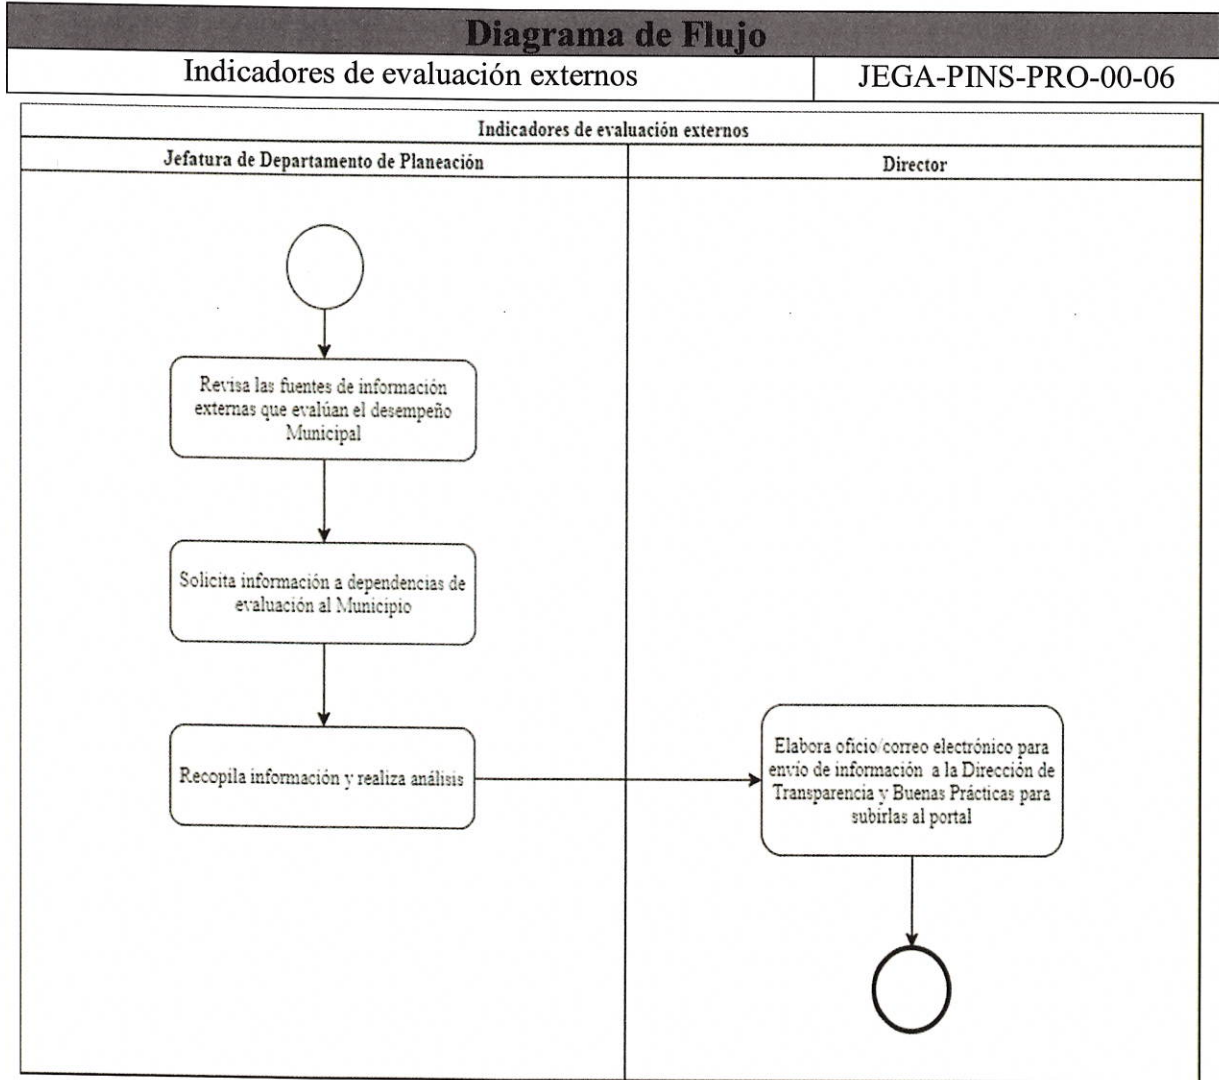 Diagrama de Flujo
Indicadores de evaluación externos
JEGA-PINS-PRO-00-06
Indicadores de evaluación externos
Jefatura de Departamento de Planeación
Director
Revisa las fuentes de información
externas que evalúan el desempeño
Municipal
Solicita información a dependencias de
evaluación al Municipio
Recopila información y realiza análisis
Elabora oficio/correo electrónico para
envío de información a la Dirección de
Transparencia y Buenas Prácticas para
subirlas al portal